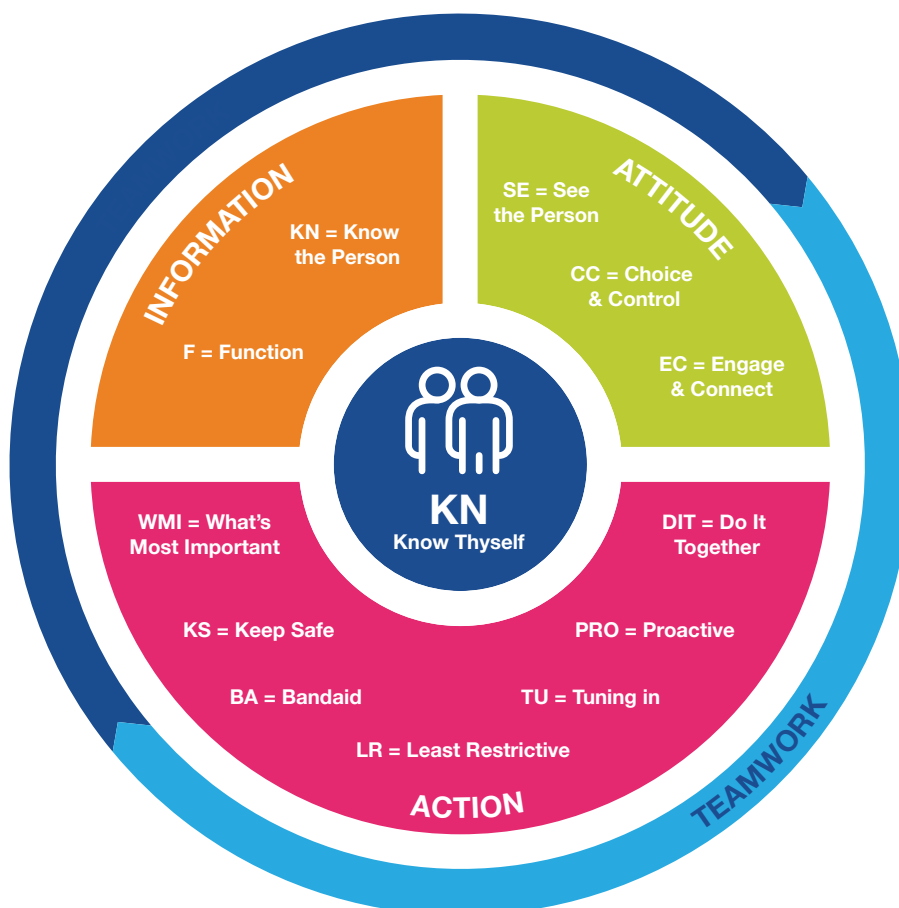 INFORMATION
KN = Know
the Person
F = Function
ATTITUDE
SE = See
the Person
CC = Choice
& Control
EC = Engage
& Connect
KN
Know Thyself
WMI = What's
Most Important
KS = Keep Safe
BA = Bandaid
LR = Least Restrictive
DIT = Do It
Together
PRO = Proactive
TU = Tuning in
ACTION
TEAMWORK